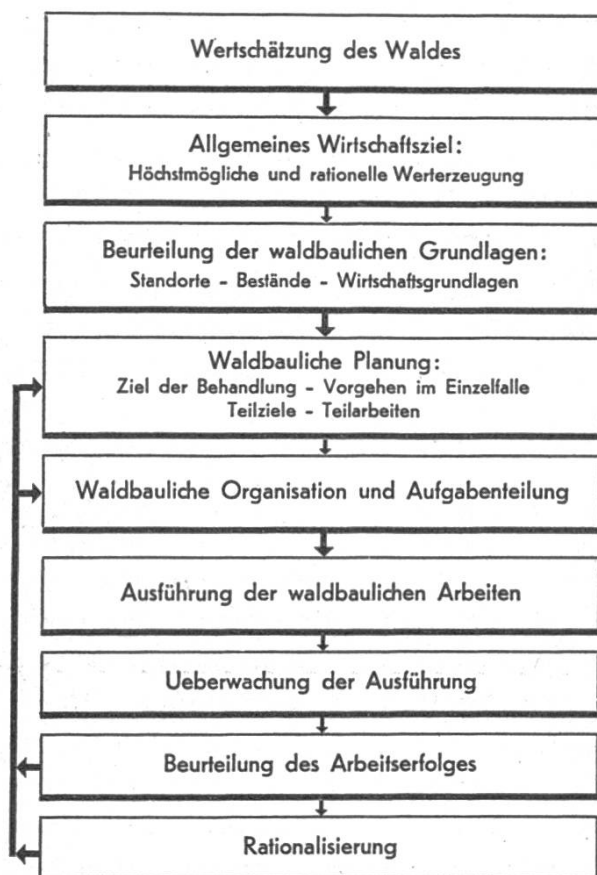 Wertschätzung des Waldes
Allgemeines Wirtschaftsziel:
Höchstmögliche und rationelle Werterzeugung
Beurteilung der waldbaulichen Grundlagen:
Standorte - Bestände - Wirtschaftsgrundlagen
Waldbauliche Planung:
Ziel der Behandlung - Vorgehen im Einzelfalle
Teilziele - Teilarbeiten
Waldbauliche Organisation und Aufgabenteilung
Ausführung der waldbaulichen Arbeiten
Ueberwachung der Ausführung
Beurteilung des Arbeitserfolges
Rationalisierung